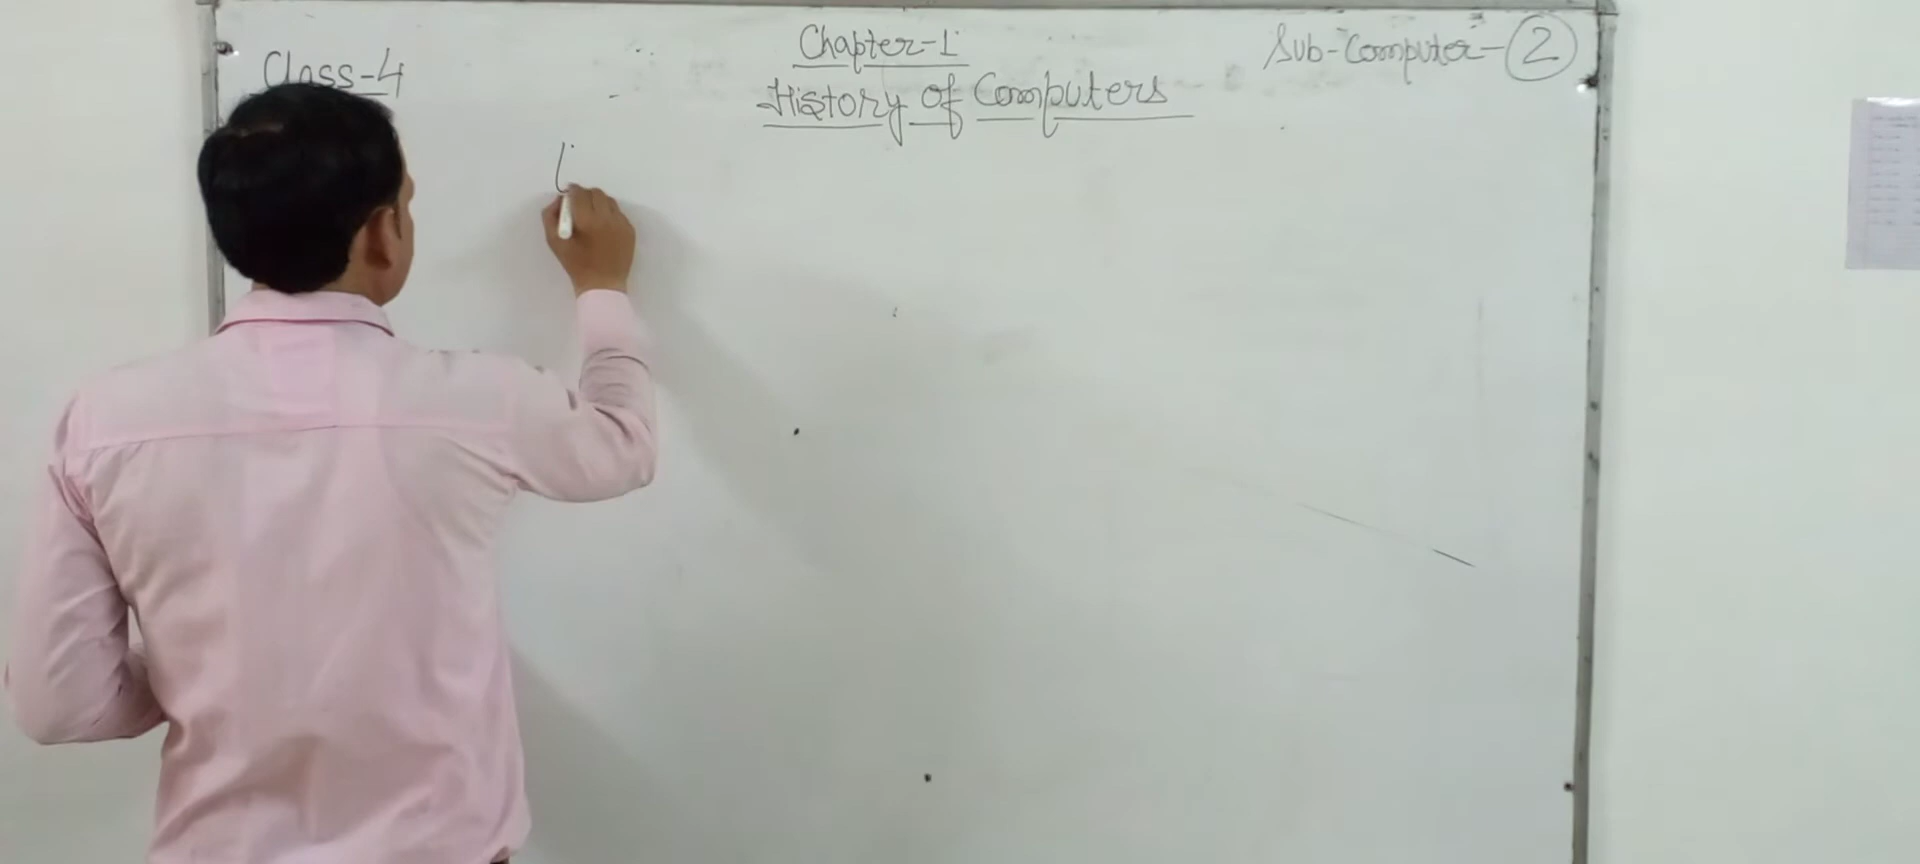 Class-4
Chapter-1
Sub-Computer-2
History of Computers